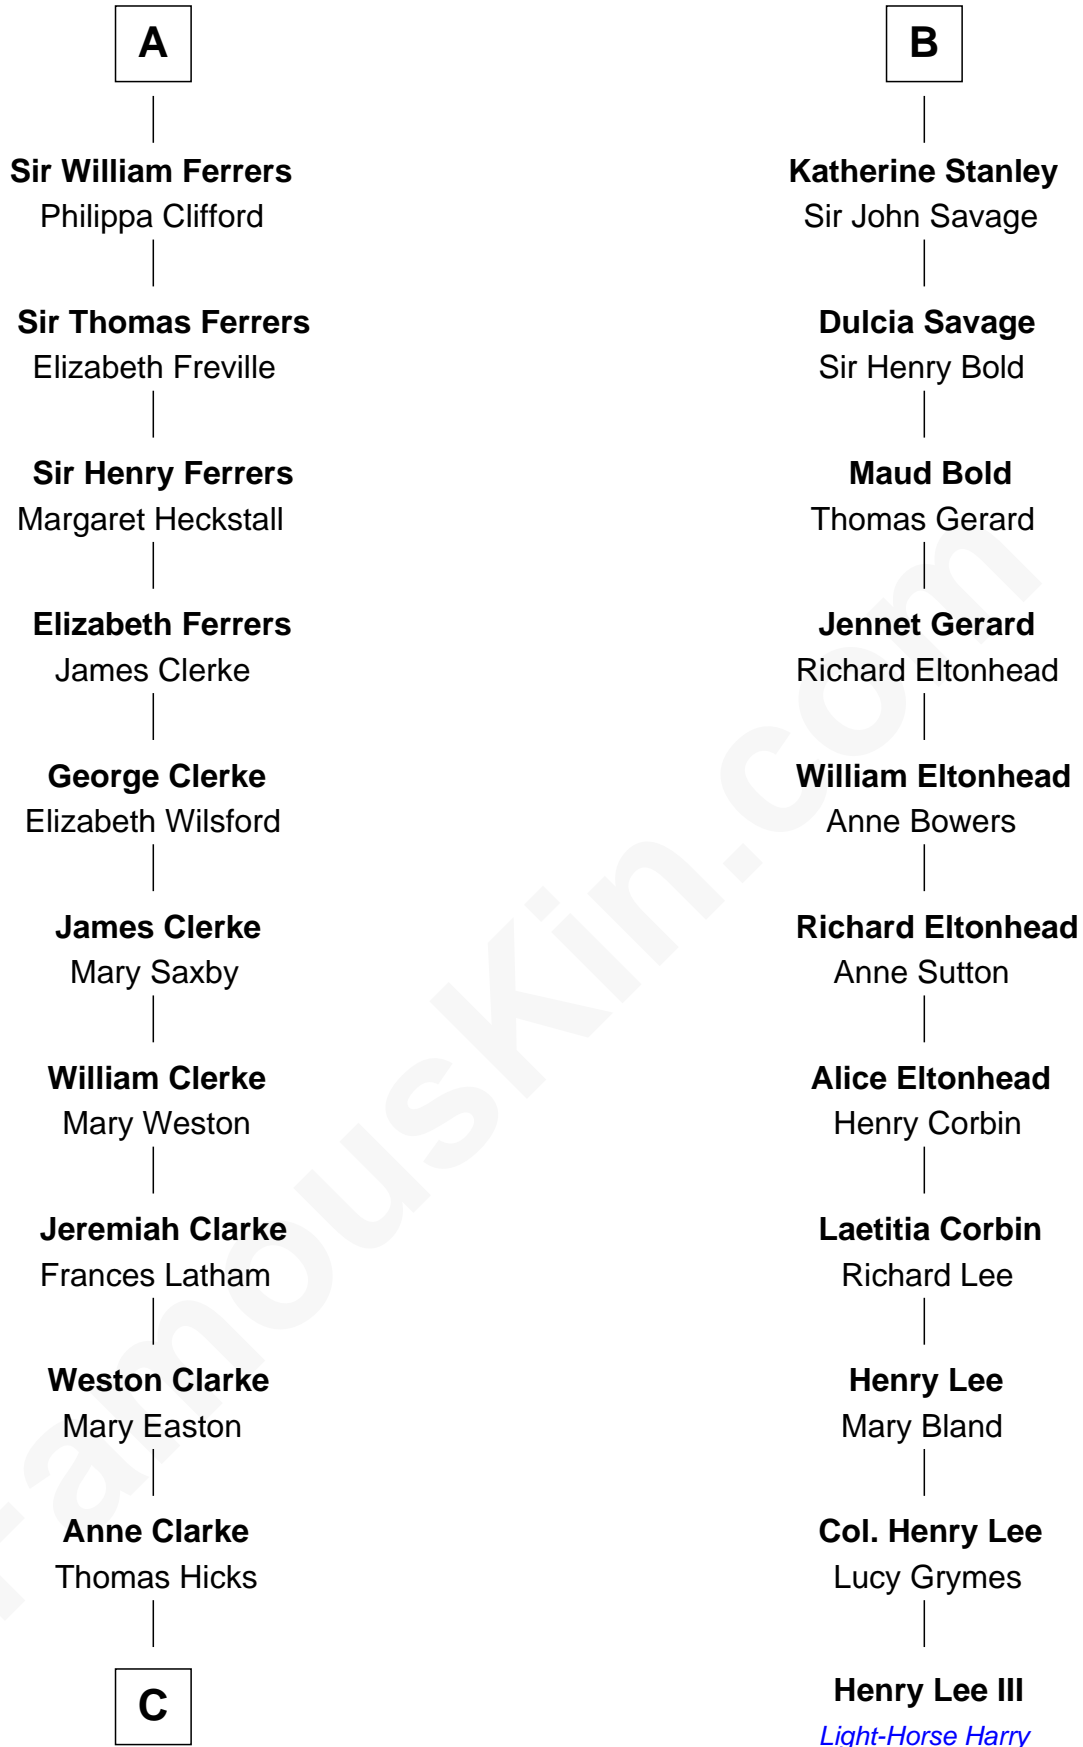 A
Sir William Ferrers
Philippa Clifford
Sir Thomas Ferrers
Elizabeth Freville
Sir Henry Ferrers
Margaret Heckstall
Elizabeth Ferrers
James Clerke
George Clerke
Elizabeth Wilsford
James Clerke
Mary Saxby
William Clerke
Mary Weston
Jeremiah Clarke
Frances Latham
Weston Clarke
Mary Easton
Anne Clarke
Thomas Hicks
C
B
Katherine Stanley
Sir John Savage
Dulcia Savage
Sir Henry Bold
Maud Bold
Thomas Gerard
Jennet Gerard
Richard Eltonhead
William Eltonhead
Anne Bowers
Richard Eltonhead
Anne Sutton
Alice Eltonhead
Henry Corbin
Laetitia Corbin
Richard Lee
Henry Lee
Mary Bland
Col. Henry Lee
Lucy Grymes
Henry Lee III
Light-Horse Harry
FamousKin.com